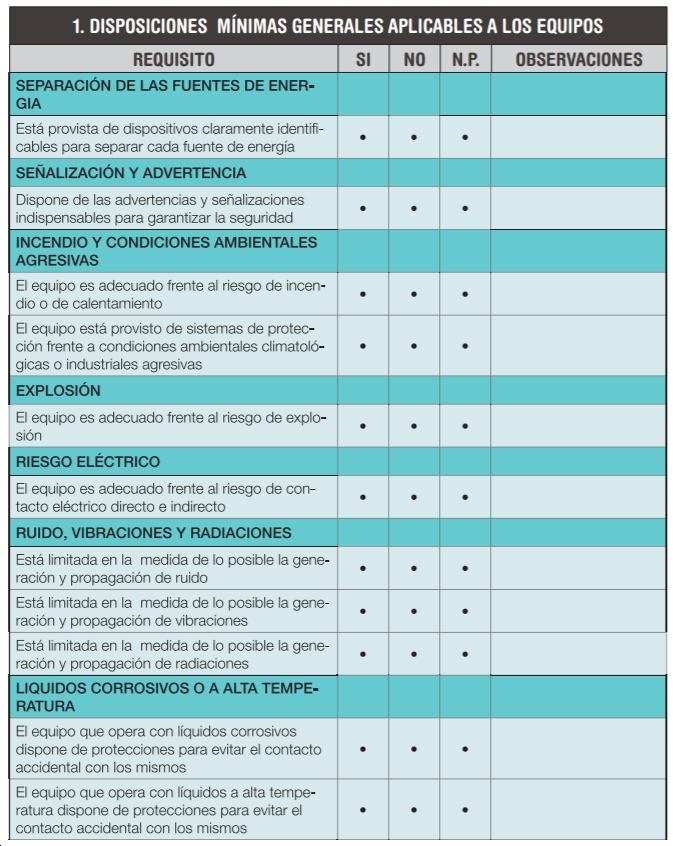 1. DISPOSICIONES MÍNIMAS GENERALES APLICABLES A LOS EQUIPOS
REQUISITO SI NO N.P. OBSERVACIONES
SEPARACIÓN DE LAS FUENTES DE ENER-
GIA
Está provista de dispositivos claramente identifi-
cables para separar cada fuente de energía • • •
SEÑALIZACIÓN Y ADVERTENCIA
Dispone de las advertencias y señalizaciones
indispensables para garantizar la seguridad • • •
INCENDIO Y CONDICIONES AMBIENTALES
AGRESIVAS
El equipo es adecuado frente al riesgo de incen-
dio o de calentamiento • • •
El equipo está provisto de sistemas de protec-
ción frente a condiciones ambientales climatoló- • • •
gicas o industriales agresivas
EXPLOSIÓN
El equipo es adecuado frente al riesgo de explo-
sión • • •
RIESGO ELÉCTRICO
El equipo es adecuado frente al riesgo de con-
tacto eléctrico directo e indirecto • • •
RUIDO, VIBRACIONES Y RADIACIONES
Está limitada en la medida de lo posible la gene-
ración y propagación de ruido • • •
Está limitada en la medida de lo posible la gene-
ración y propagación de vibraciones • • •
Está limitada en la medida de lo posible la gene-
ración y propagación de radiaciones • • •
LIQUIDOS CORROSIVOS O A ALTA TEMPE-
RATURA
El equipo que opera con líquidos corrosivos
dispone de protecciones para evitar el contacto • • •
accidental con los mismos
El equipo que opera con líquidos a alta tempe-
ratura dispone de protecciones para evitar el • • •
contacto accidental con los mismos